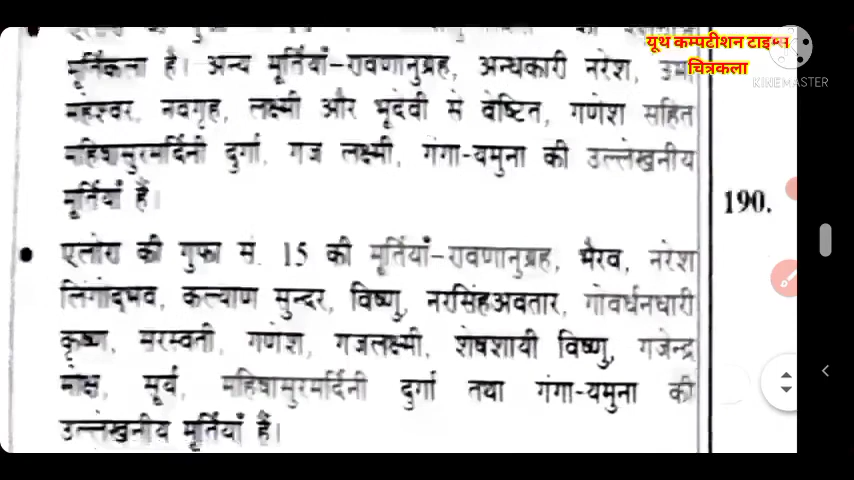 यूथ कम्पटीशन टाइम्स
चित्रकला
KINEMASTER
मूर्तिकला है। अन्य मूर्तियाँ-रावणानुग्रह, अन्धकारी नरेश, उमा
महेश्वर, नवगृह, लक्ष्मी और भूदेवी से वेष्टित, गणेश सहित
महिषासुरमर्दिनी दुर्गा, गज लक्ष्मी, गंगा-यमुना की उल्लेखनीय
मूर्तियाँ हैं।
190.
• एलोरा की गुफा सं. 15 की मूर्तियाँ-रावणानुग्रह, भैरव, नरेश
लिंगोद्भव, कल्याण सुन्दर, विष्णु, नरसिंहअवतार, गोवर्धनधारी
कृष्ण, सरस्वती, गणेश, गजलक्ष्मी, शेषशायी विष्णु, गजेन्द्र
मोक्ष, सूर्य, महिषासुरमर्दिनी दुर्गा तथा गंगा-यमुना की
उल्लेखनीय मूर्तियाँ हैं।